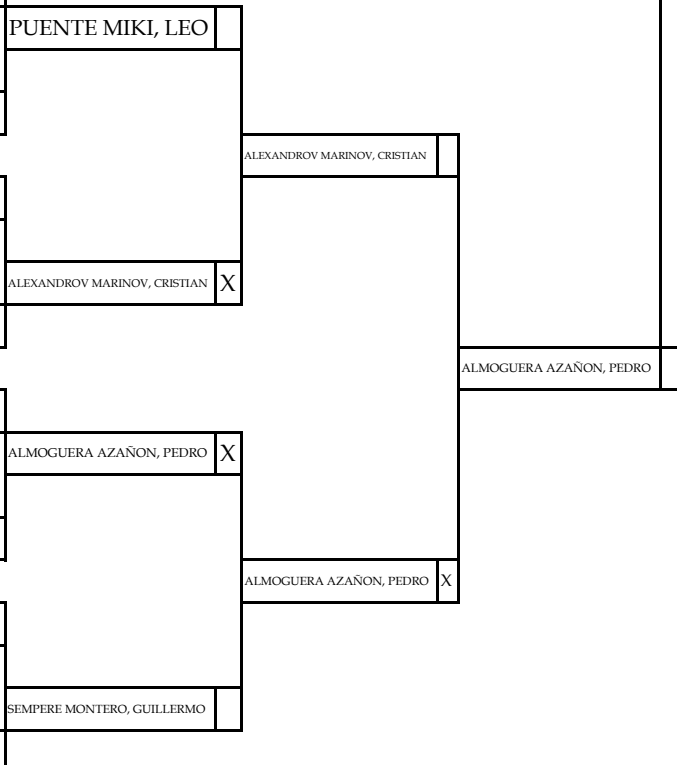 PUENTE MIKI, LEO
ALEXANDROV MARINOV, CRISTIAN
ALEXANDROV MARINOV, CRISTIAN X
ALMOGUERA AZAÑON, PEDRO
ALMOGUERA AZAÑON, PEDRO X
ALMOGUERA AZAÑON, PEDRO X
SEMPERE MONTERO, GUILLERMO